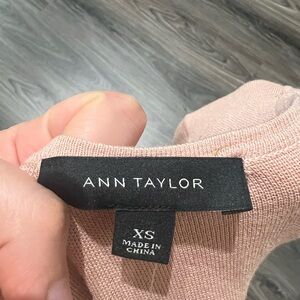 ANN TAYLOR
XS
MADE IN
CHINA